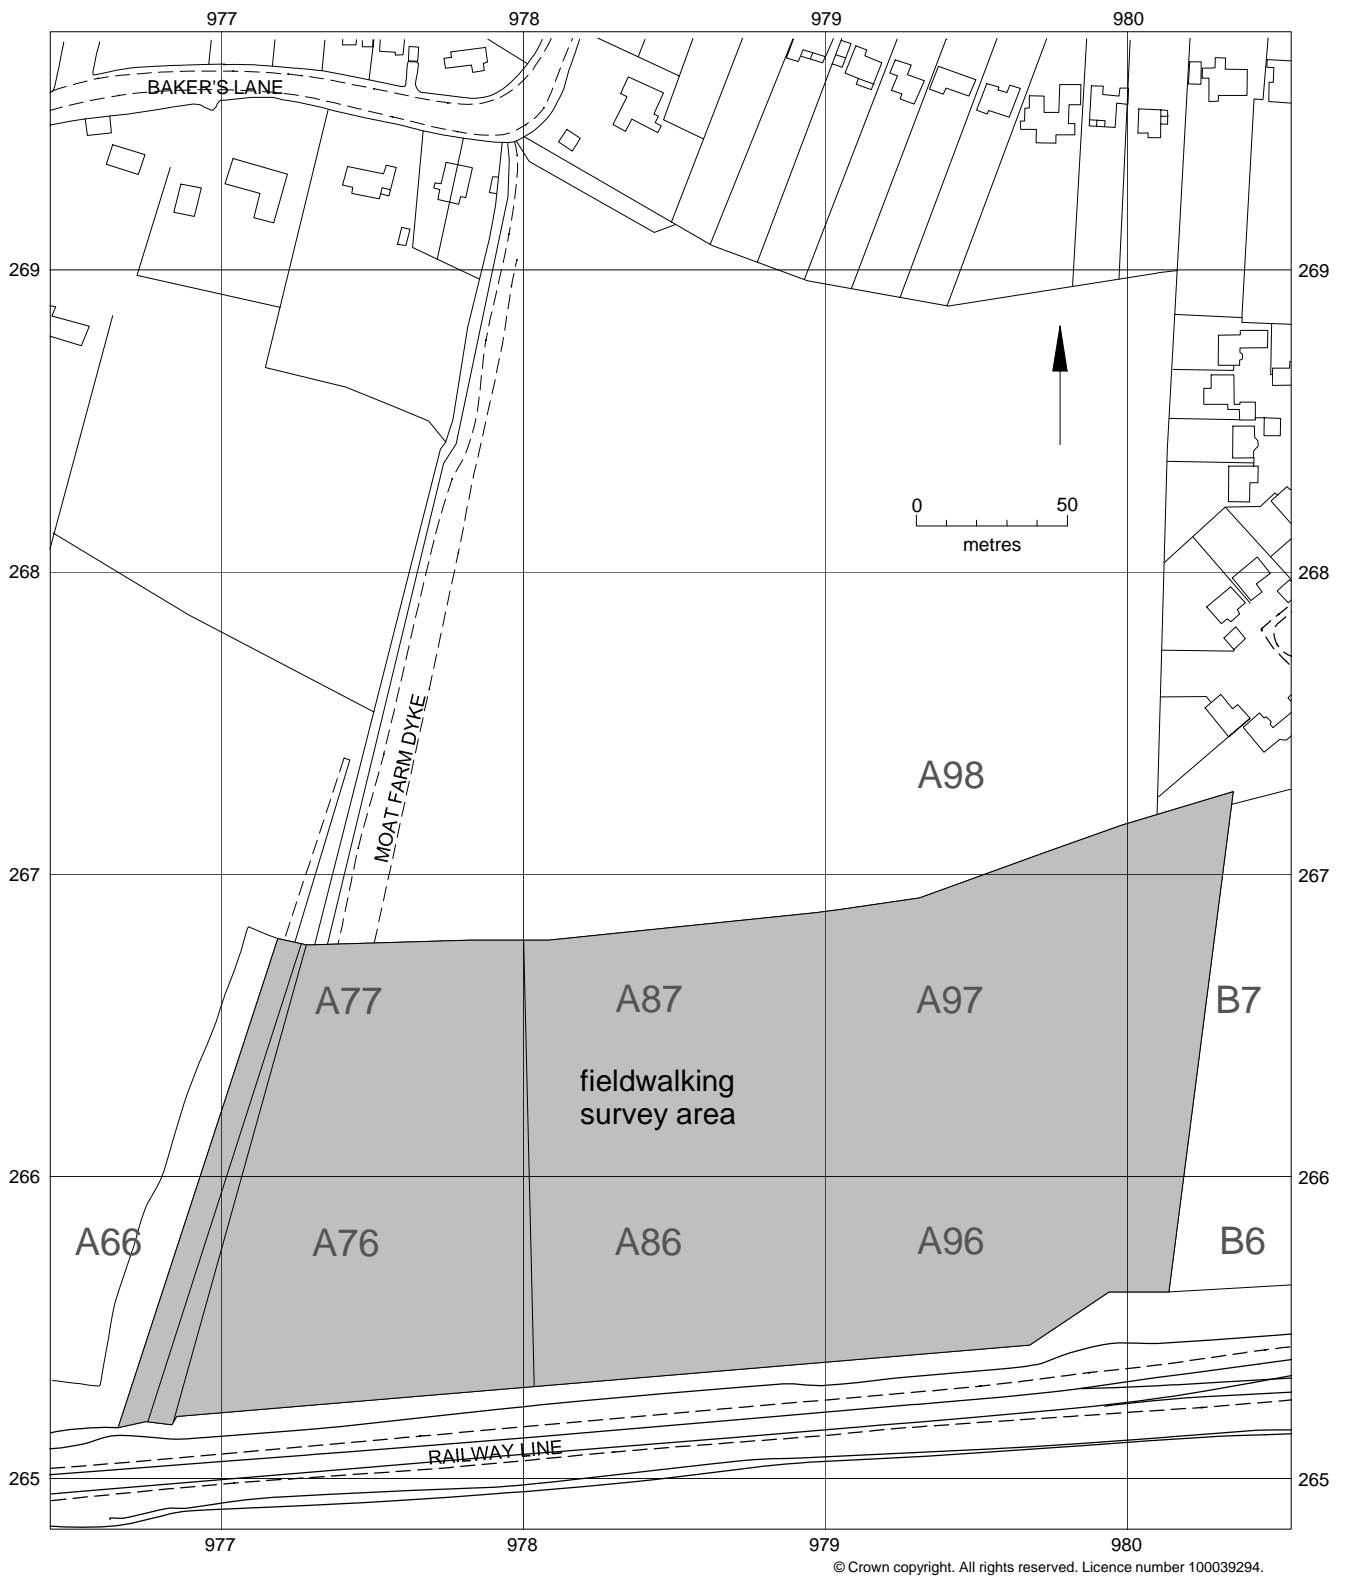 977 978 979 980
BAKER'S LANE
269 269
0 50
metres
268 268
MOAT FARM DYKE
A98
267 267
A77 A87 A97 B7
fieldwalking
survey area
266 266
A66 A76 A86 A96 B6
RAILWAY LINE
265 265
977 978 979 980
© Crown copyright. All rights reserved. Licence number 100039294.